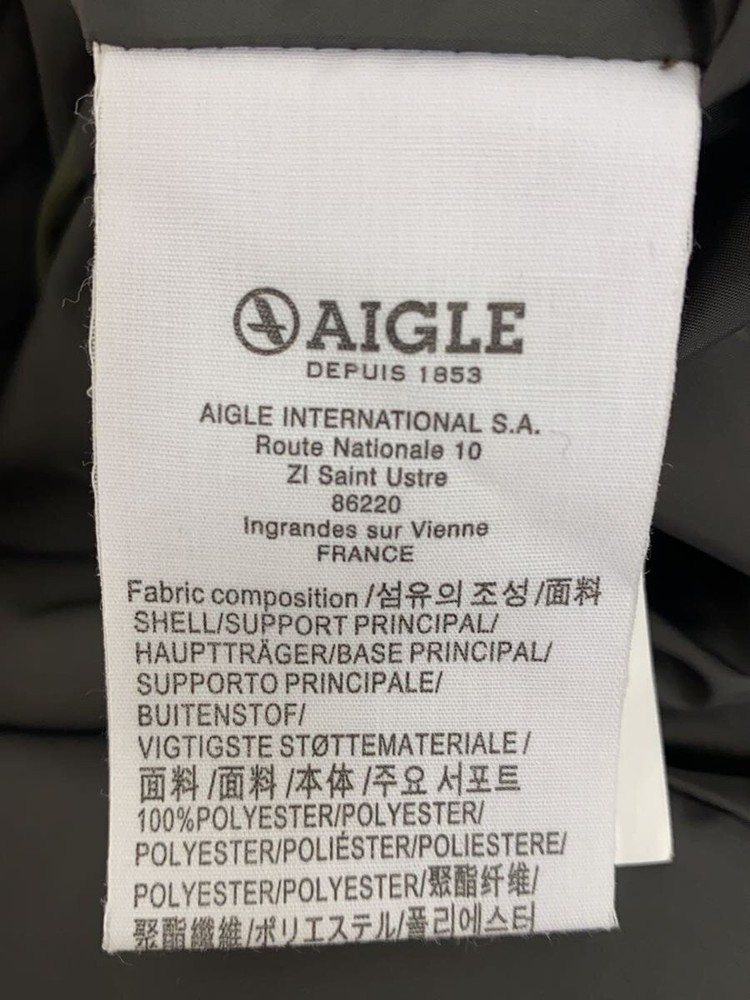 AIGLE
DEPUIS 1853
AIGLE INTERNATIONAL S.A.
Route Nationale 10
ZI Saint Ustre
86220
Ingrandes sur Vienne
FRANCE
Fabric composition /섬유의 조성/面料
SHELL/SUPPORT PRINCIPAL/
HAUPTTRÄGER/BASE PRINCIPAL/
SUPPORTO PRINCIPALE/
BUITENSTOF/
VIGTIGSTE STØTTEMATERIALE /
面料 /面料 /本体 /주요 서포트
100%POLYESTER/POLYESTER/
POLYESTER/POLIÉSTER/POLIESTERE/
POLYESTER/POLYESTER/聚酯纤维/
聚酯纖維/ポリエステル/폴리에스터